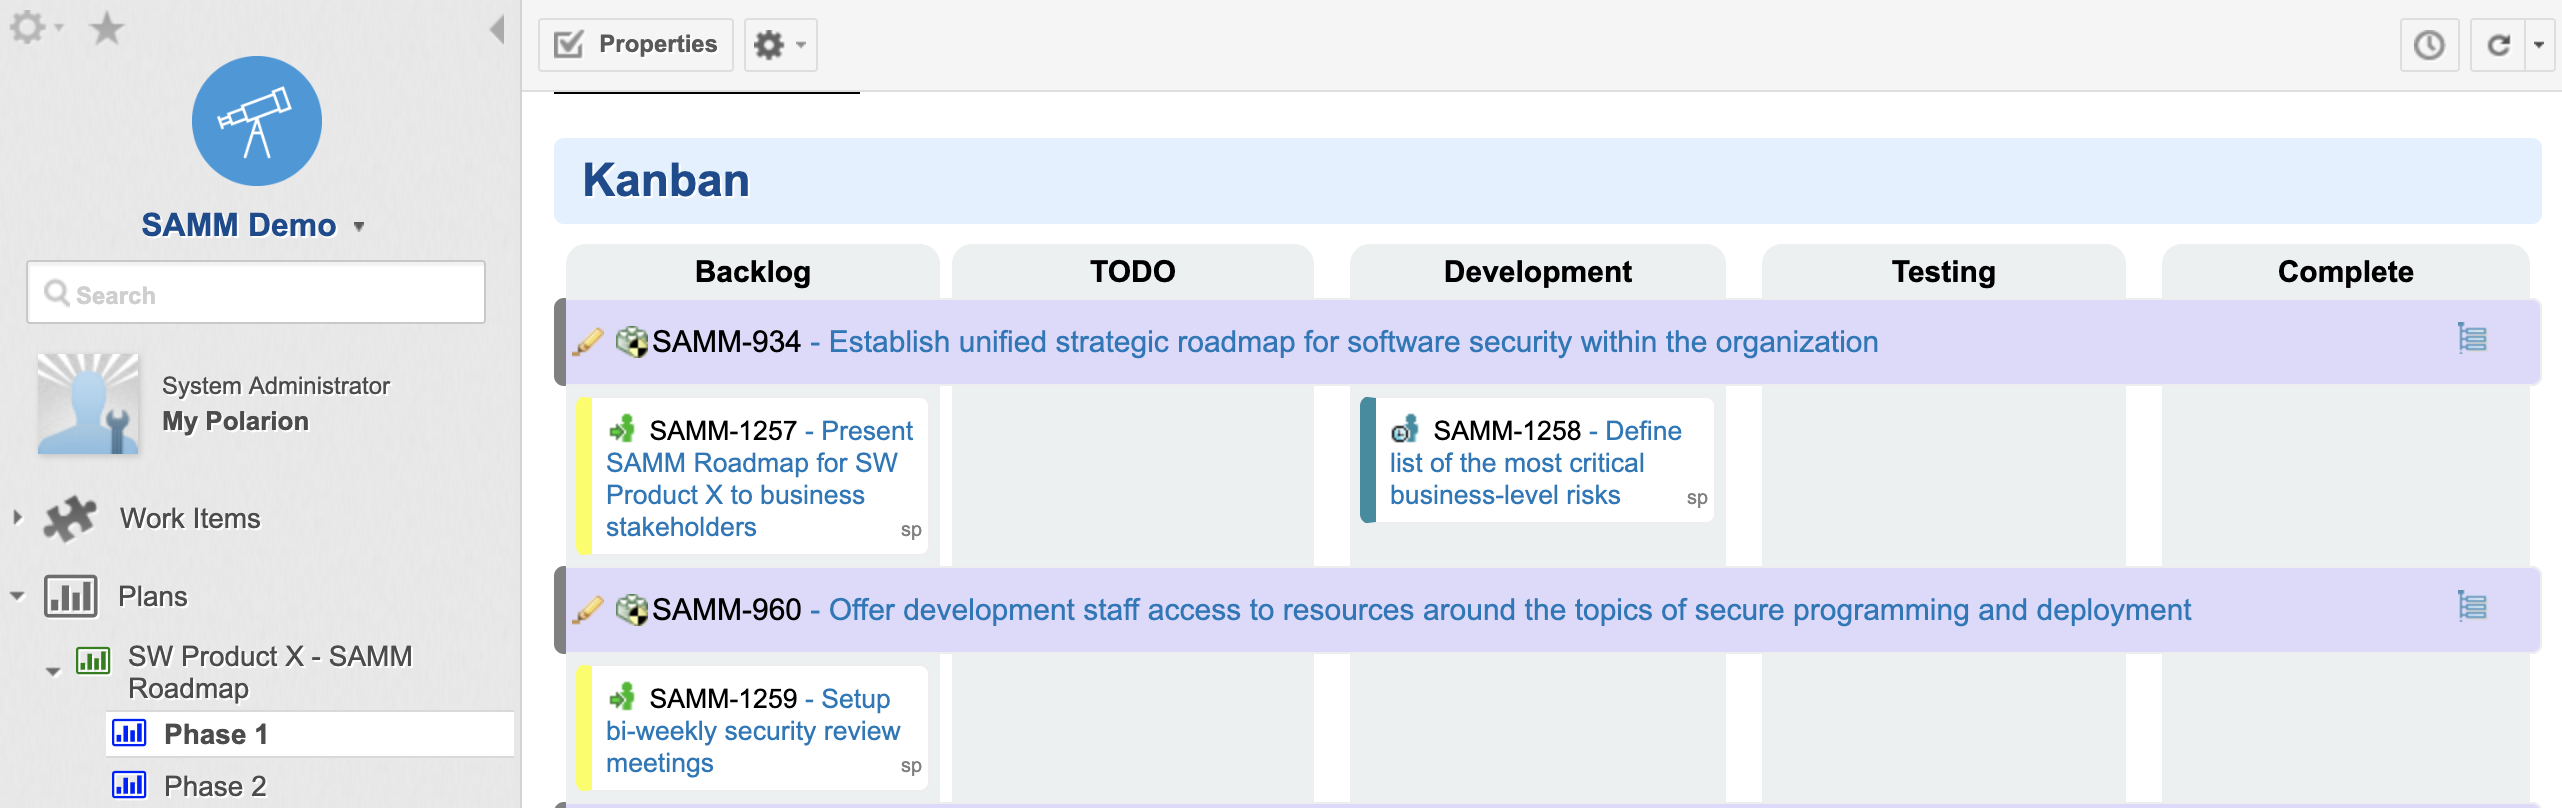 Properties
SAMM Demo
Search
System Administrator
My Polarion
Work Items
Plans
SW Product X - SAMM
Roadmap
Phase 1
Phase 2
Kanban
Backlog
TODO
Development
Testing
Complete
SAMM-934 - Establish unified strategic roadmap for software security within the organization
SAMM-1257 - Present
SAMM Roadmap for SW
Product X to business
stakeholders
sp
SAMM-1258 - Define
list of the most critical
business-level risks
sp
SAMM-960 - Offer development staff access to resources around the topics of secure programming and deployment
SAMM-1259 - Setup
bi-weekly security review
meetings
sp